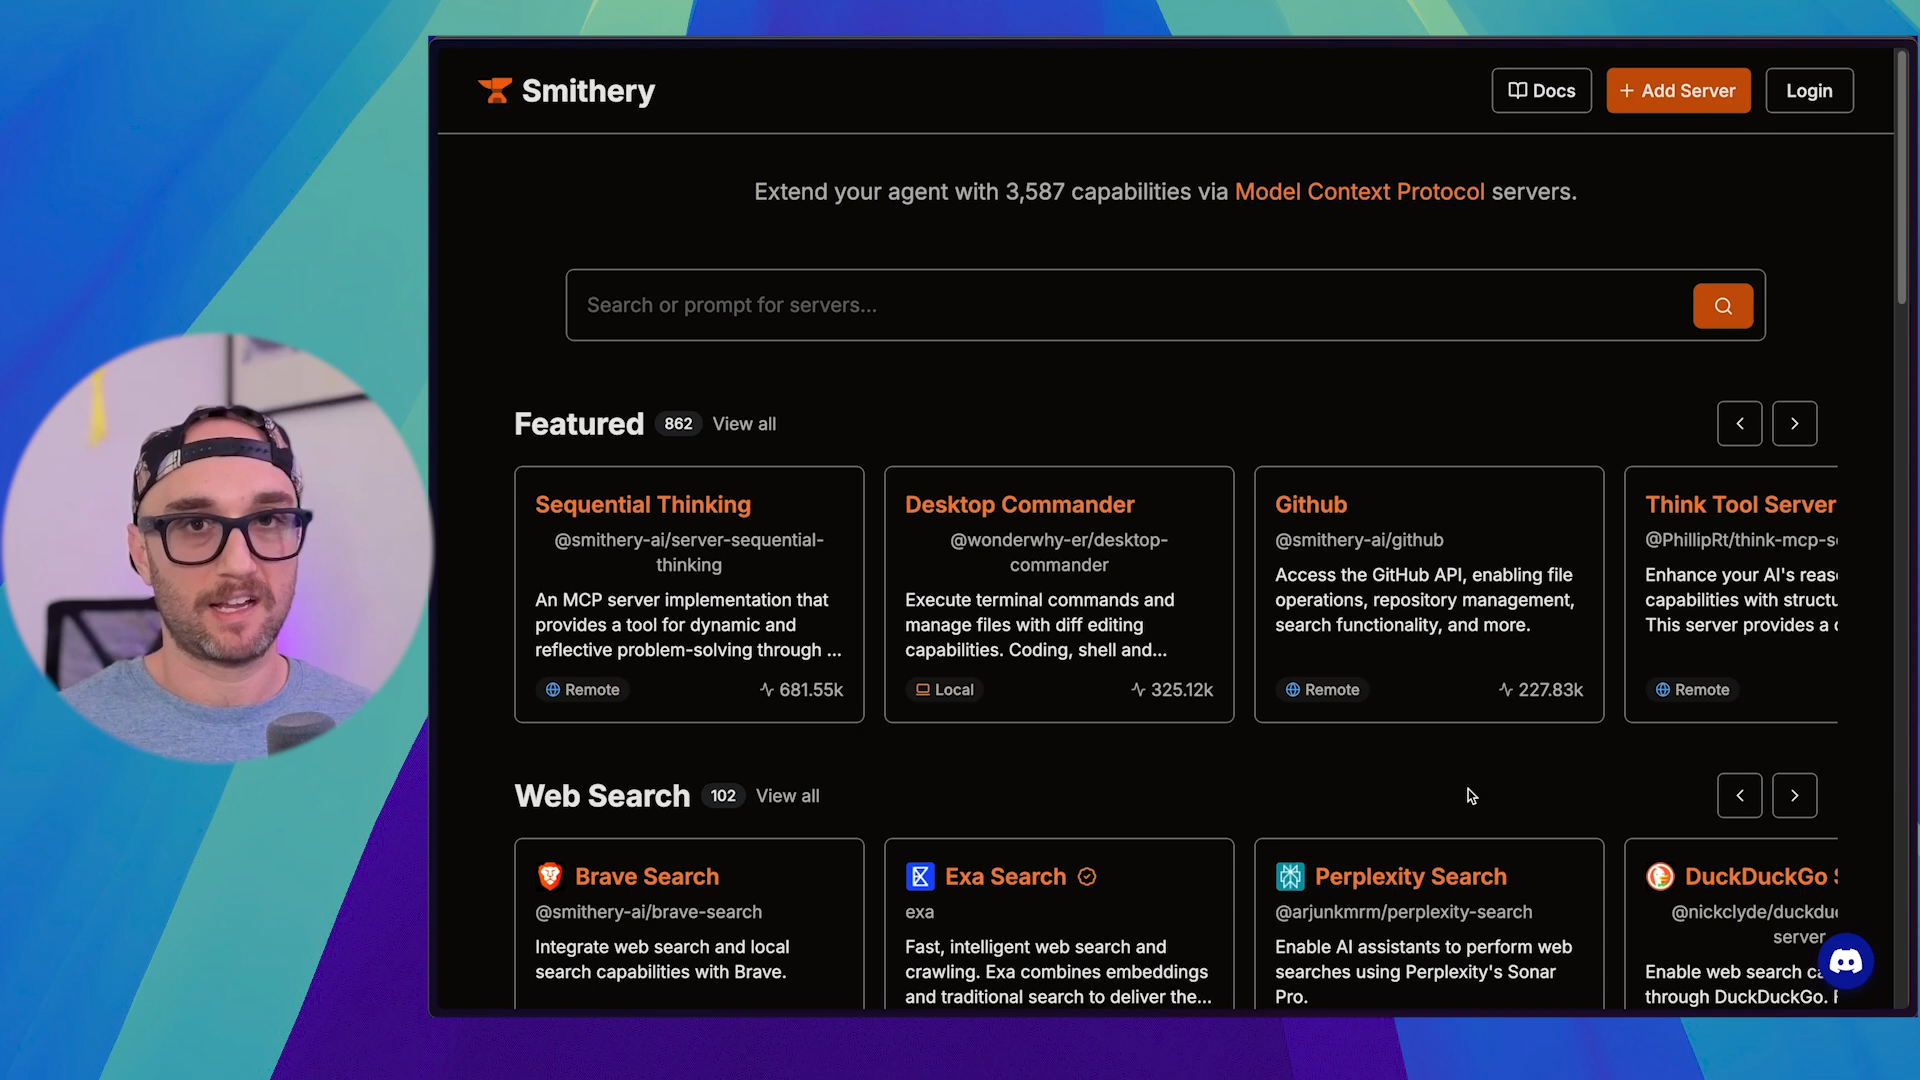 Smithery
Docs
+ Add Server
Login
Extend your agent with 3,587 capabilities via Model Context Protocol servers.
Search or prompt for servers...
Featured 862 View all
Sequential Thinking
@smithery-ai/server-sequential-
thinking
An MCP server implementation that
provides a tool for dynamic and
reflective problem-solving through ...
Remote 681.55k
Desktop Commander
@wonderwhy-er/desktop-
commander
Execute terminal commands and
manage files with diff editing
capabilities. Coding, shell and...
Local 325.12k
Github
@smithery-ai/github
Access the GitHub API, enabling file
operations, repository management,
search functionality, and more.
Remote 227.83k
Think Tool Server
@PhillipRt/think-mcp-s
Enhance your AI's
capabilities with
This server provides a
Remote
Web Search 102 View all
Brave Search
@smithery-ai/brave-search
Integrate web search and local
search capabilities with Brave.
Exa Search
exa
Fast, intelligent web search and
crawling. Exa combines embeddings
and traditional search to deliver the...
Perplexity Search
@arjunkmrm/perplexity-search
Enable AI assistants to perform web
searches using Perplexity's Sonar
Pro.
DuckDuckGo
@nickclyde/duckdu
server
Enable web search
through DuckDuckGo.